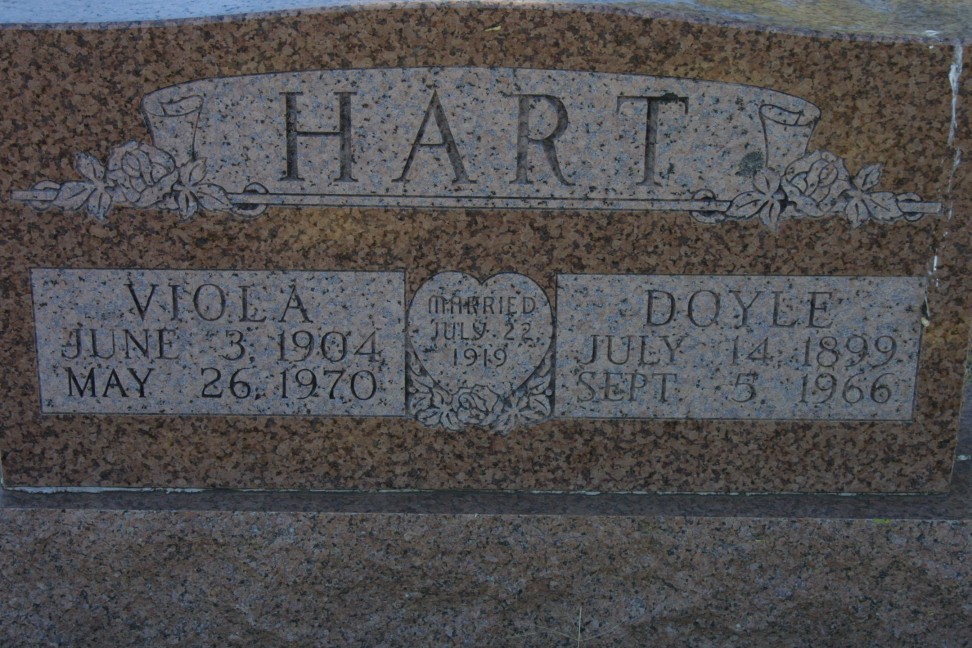 HART
VIOLA
JUNE 3, 1904
MAY 26, 1970
MARRIED
JULY 22,
1919
DOYLE
JULY 14, 1899
SEPT 5, 1966